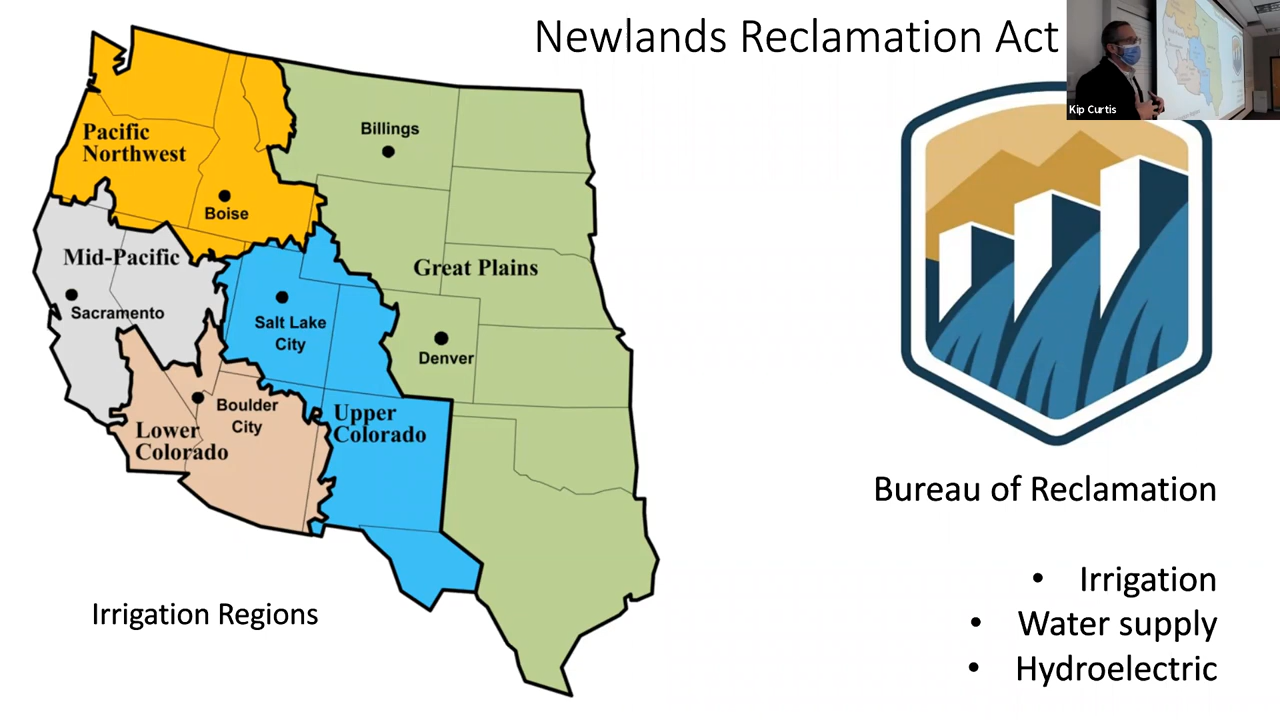 Newlands Reclamation Act
Kip Curtis
Pacific
Northwest
Billings
Boise
Mid-Pacific
Great Plains
Sacramento
Salt Lake
City
Denver
Boulder
City
Upper
Colorado
Lower
Colorado
Irrigation Regions
Bureau of Reclamation
• Irrigation
• Water supply
• Hydroelectric